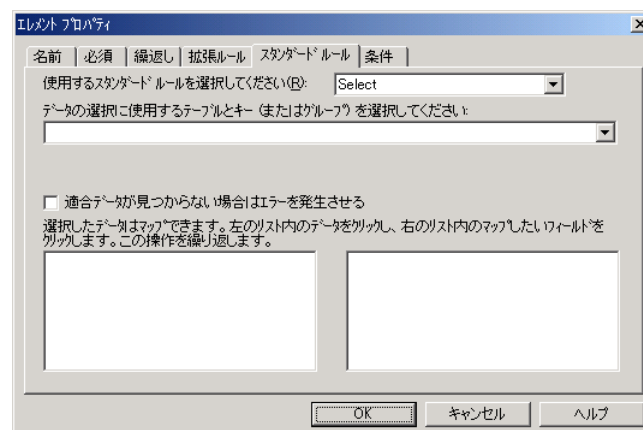 エレメント プロパティ
名前 必須 繰返し 拡張ルール スタンダード ルール 条件
使用するスタンダード ルールを選択してください(R): Select
データの選択に使用するテーブルとキー (またはグループ) を選択してください:
適合データが見つからない場合はエラーを発生させる
選択したデータはマップできます。左のリスト内のデータをクリックし、右のリスト内のマップしたいフィールドを
クリックします。この操作を繰り返します。
OK キャンセル ヘルプ